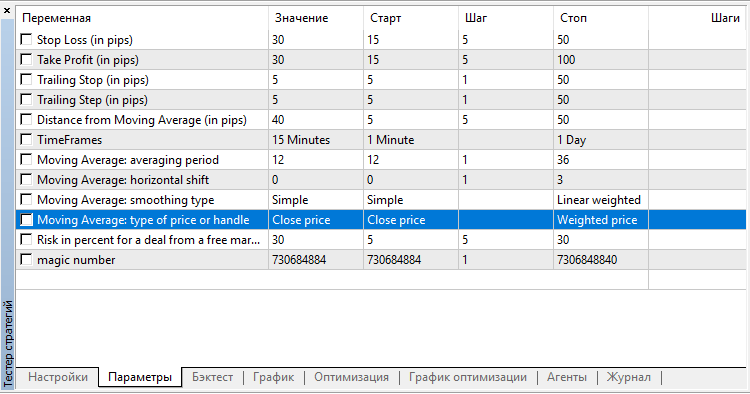 Переменная Значение Старт Шаг Стоп Шаги
Stop Loss (in pips) 30 15 5 50
Take Profit (in pips) 30 15 5 100
Trailing Stop (in pips) 5 5 1 50
Trailing Step (in pips) 5 5 1 50
Distance from Moving Average (in pips) 40 5 5 50
TimeFrames 15 Minutes 1 Minute 1 Day
Moving Average: averaging period 12 12 1 36
Moving Average: horizontal shift 0 0 1 3
Moving Average: smoothing type Simple Simple Linear weighted
Moving Average: type of price or handle Close price Close price Weighted price
Risk in percent for a deal from a free mar... 30 5 5 30
magic number 730684884 730684884 1 7306848840
Тестер стратегий
Настройки Параметры Бэктест График Оптимизация График оптимизации Агенты Журнал